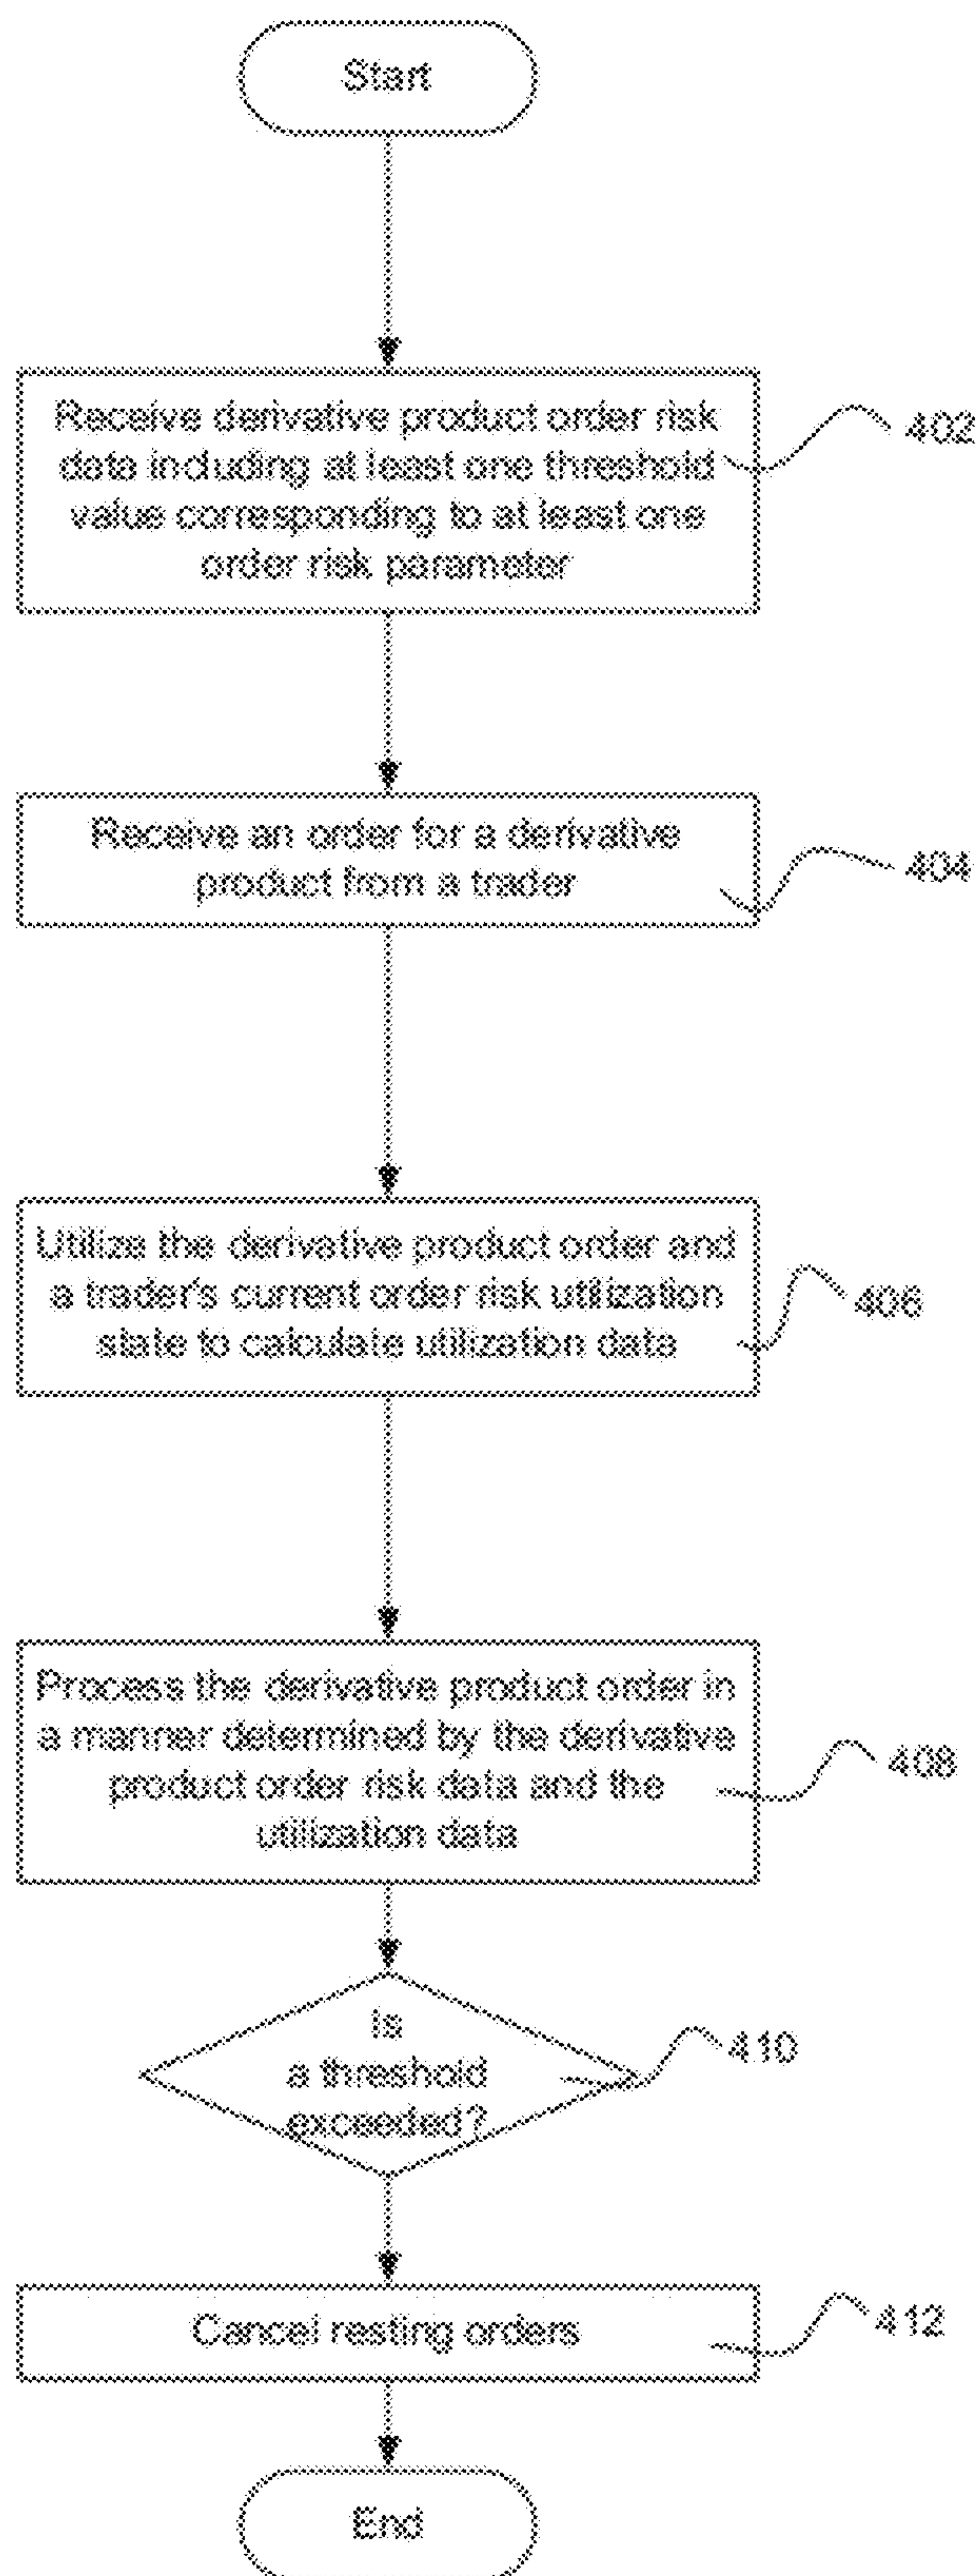 Start
Receive derivative product order risk
data including at least one threshold
value corresponding to at least one
order risk parameter
402
Receive an order for a derivative
product from a trader
404
Utilize the derivative product order and
a trader's current order risk utilization
state to calculate utilization data
406
Process the derivative product order in
a manner determined by the derivative
product order risk data and the
utilization data
408
is
a threshold
exceeded?
410
Cancel resting orders
412
End